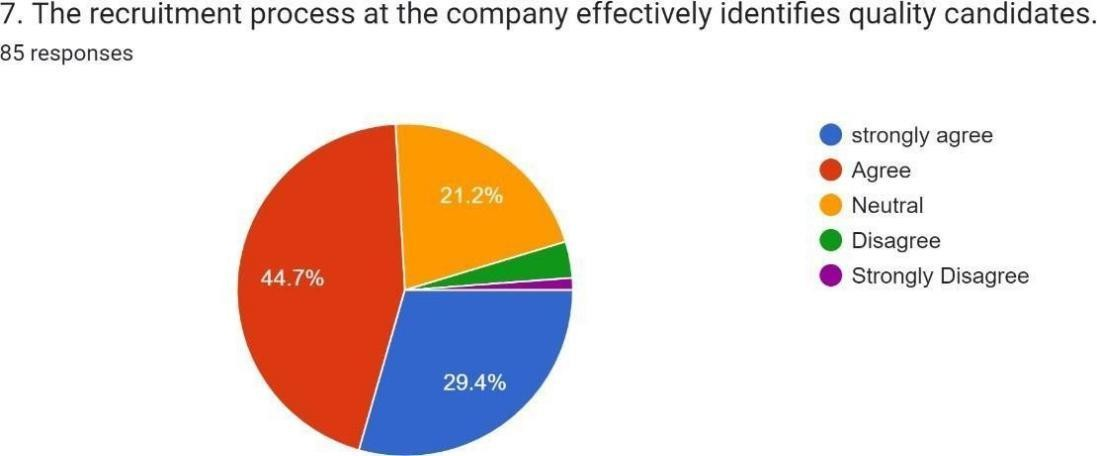 7. The recruitment process at the company effectively identifies quality candidates.
85 responses
strongly agree
Agree
Neutral
Disagree
Strongly Disagree
21.2%
44.7%
29.4%